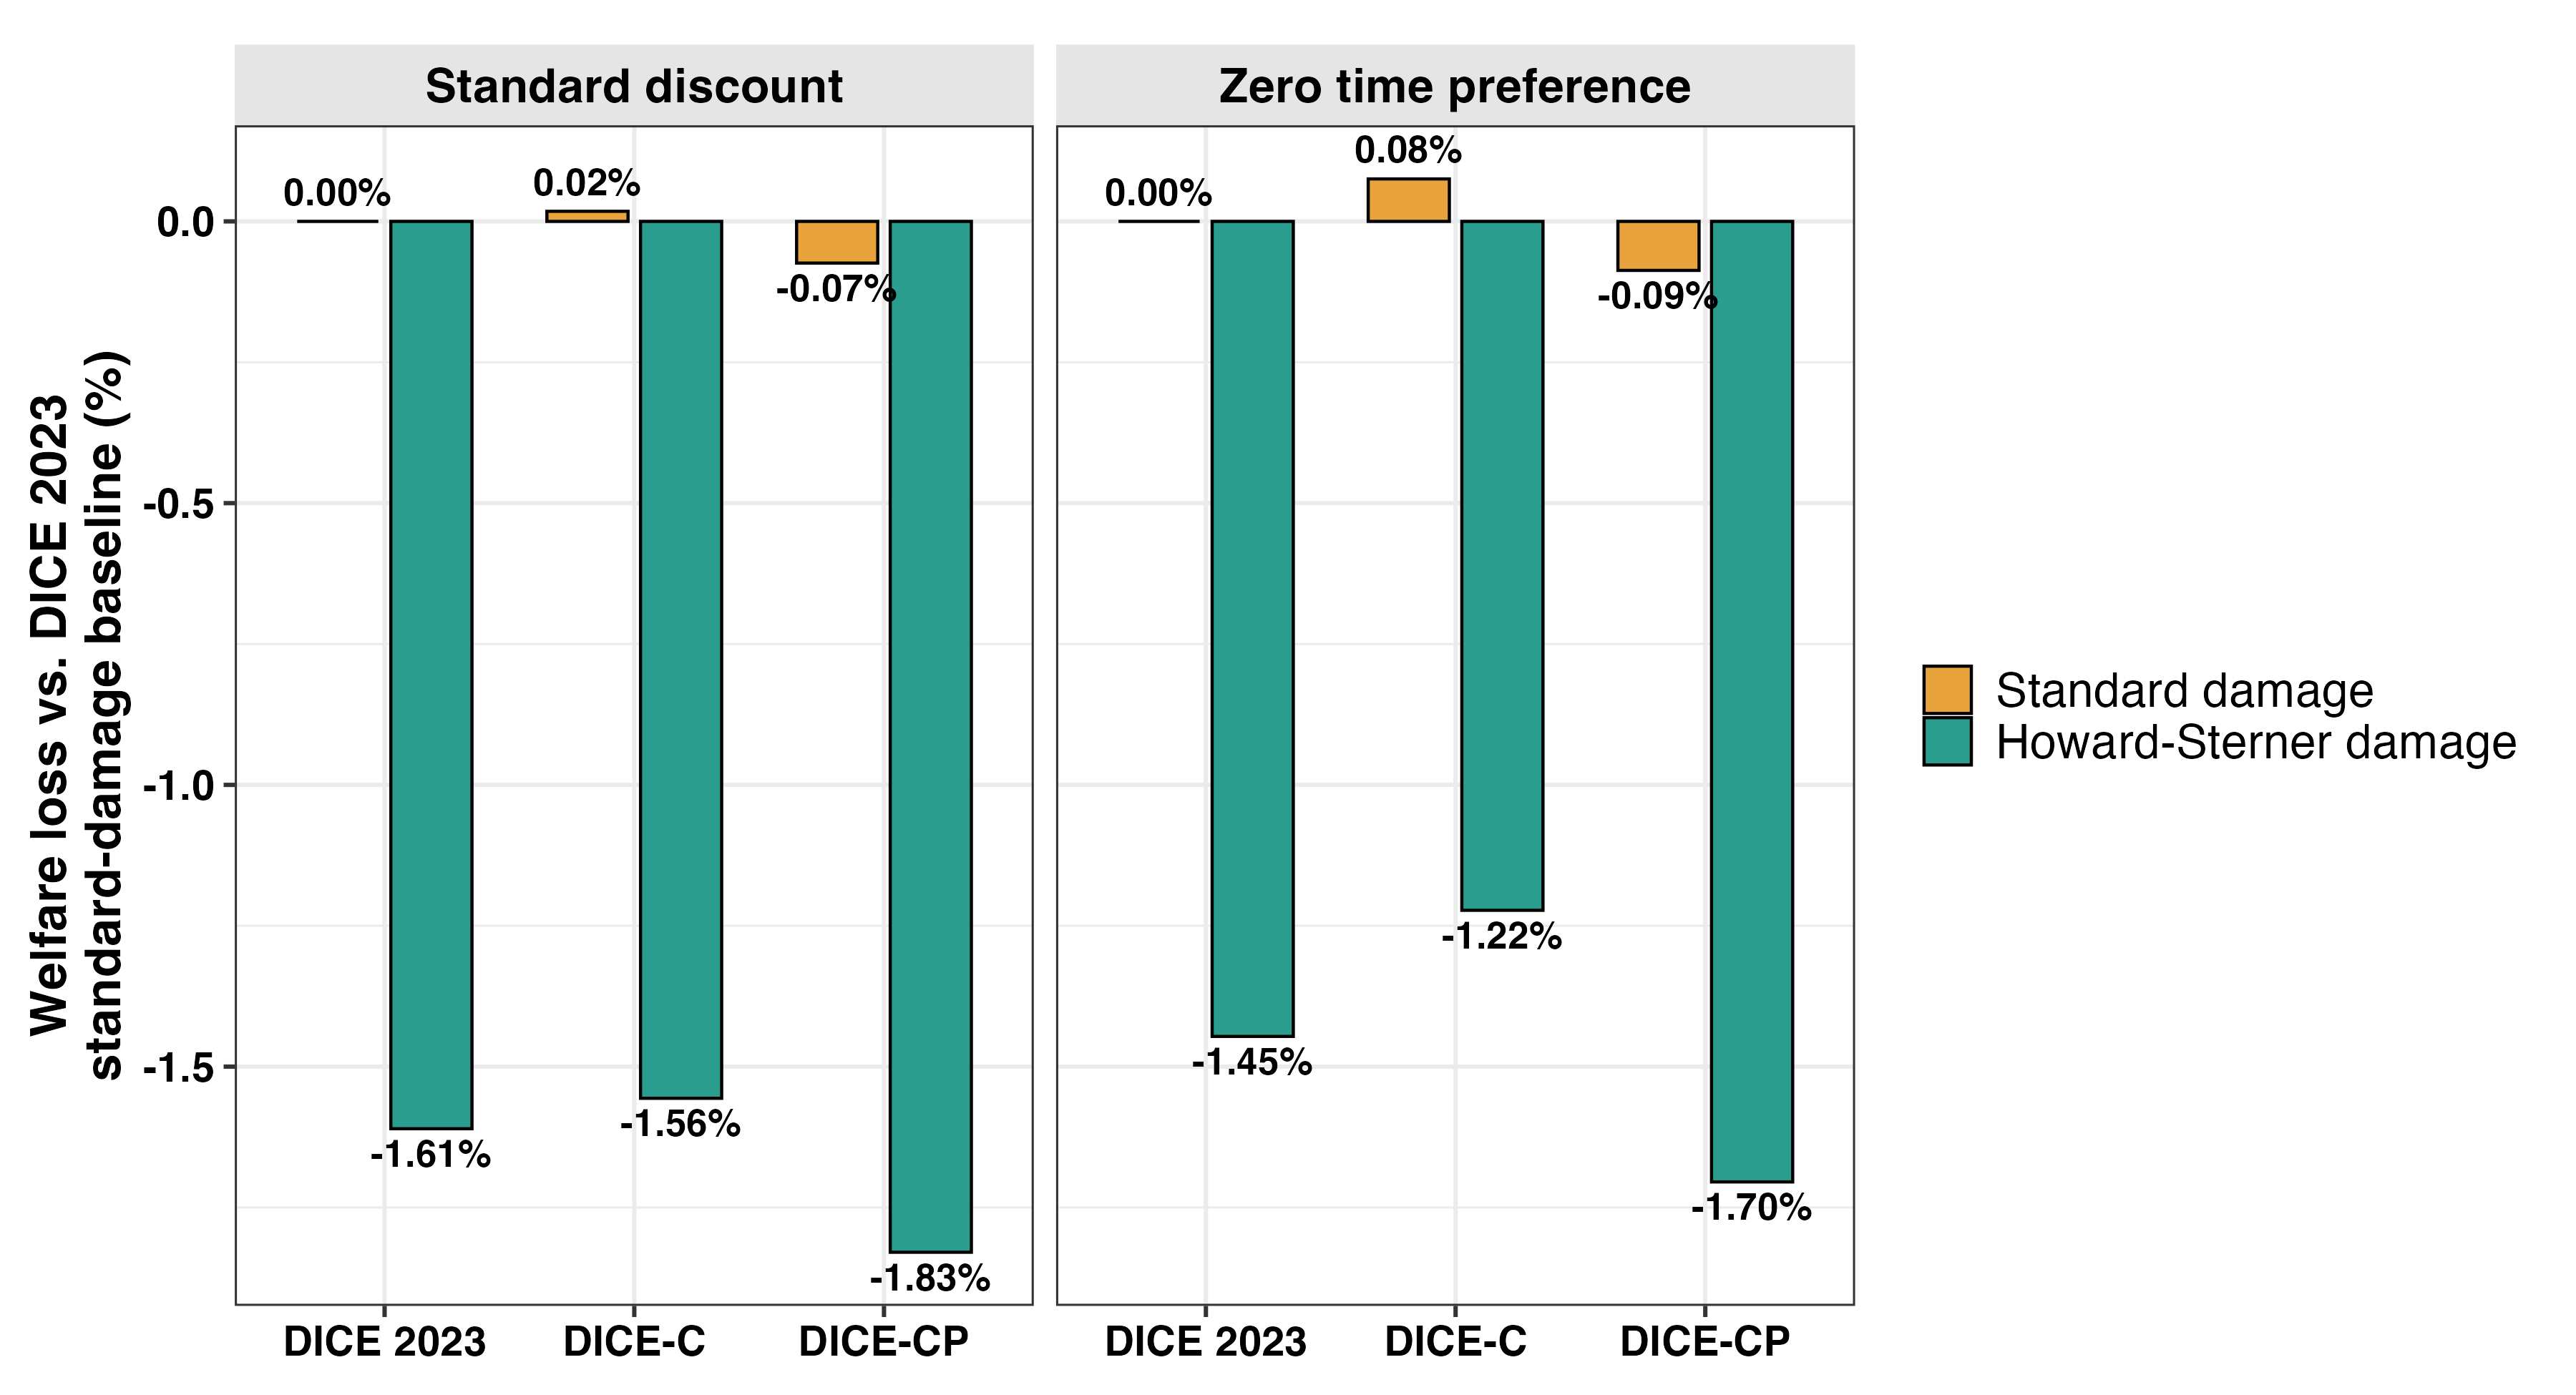 Standard discount
Zero time preference
Welfare loss vs. DICE 2023
standard-damage baseline (%)
0.0
-0.5
-1.0
-1.5
0.00%
0.02%
-0.07%
-1.61%
-1.56%
-1.83%
0.00%
0.08%
-0.09%
-1.45%
-1.22%
-1.70%
DICE 2023
DICE-C
DICE-CP
DICE 2023
DICE-C
DICE-CP
Standard damage
Howard-Sterner damage